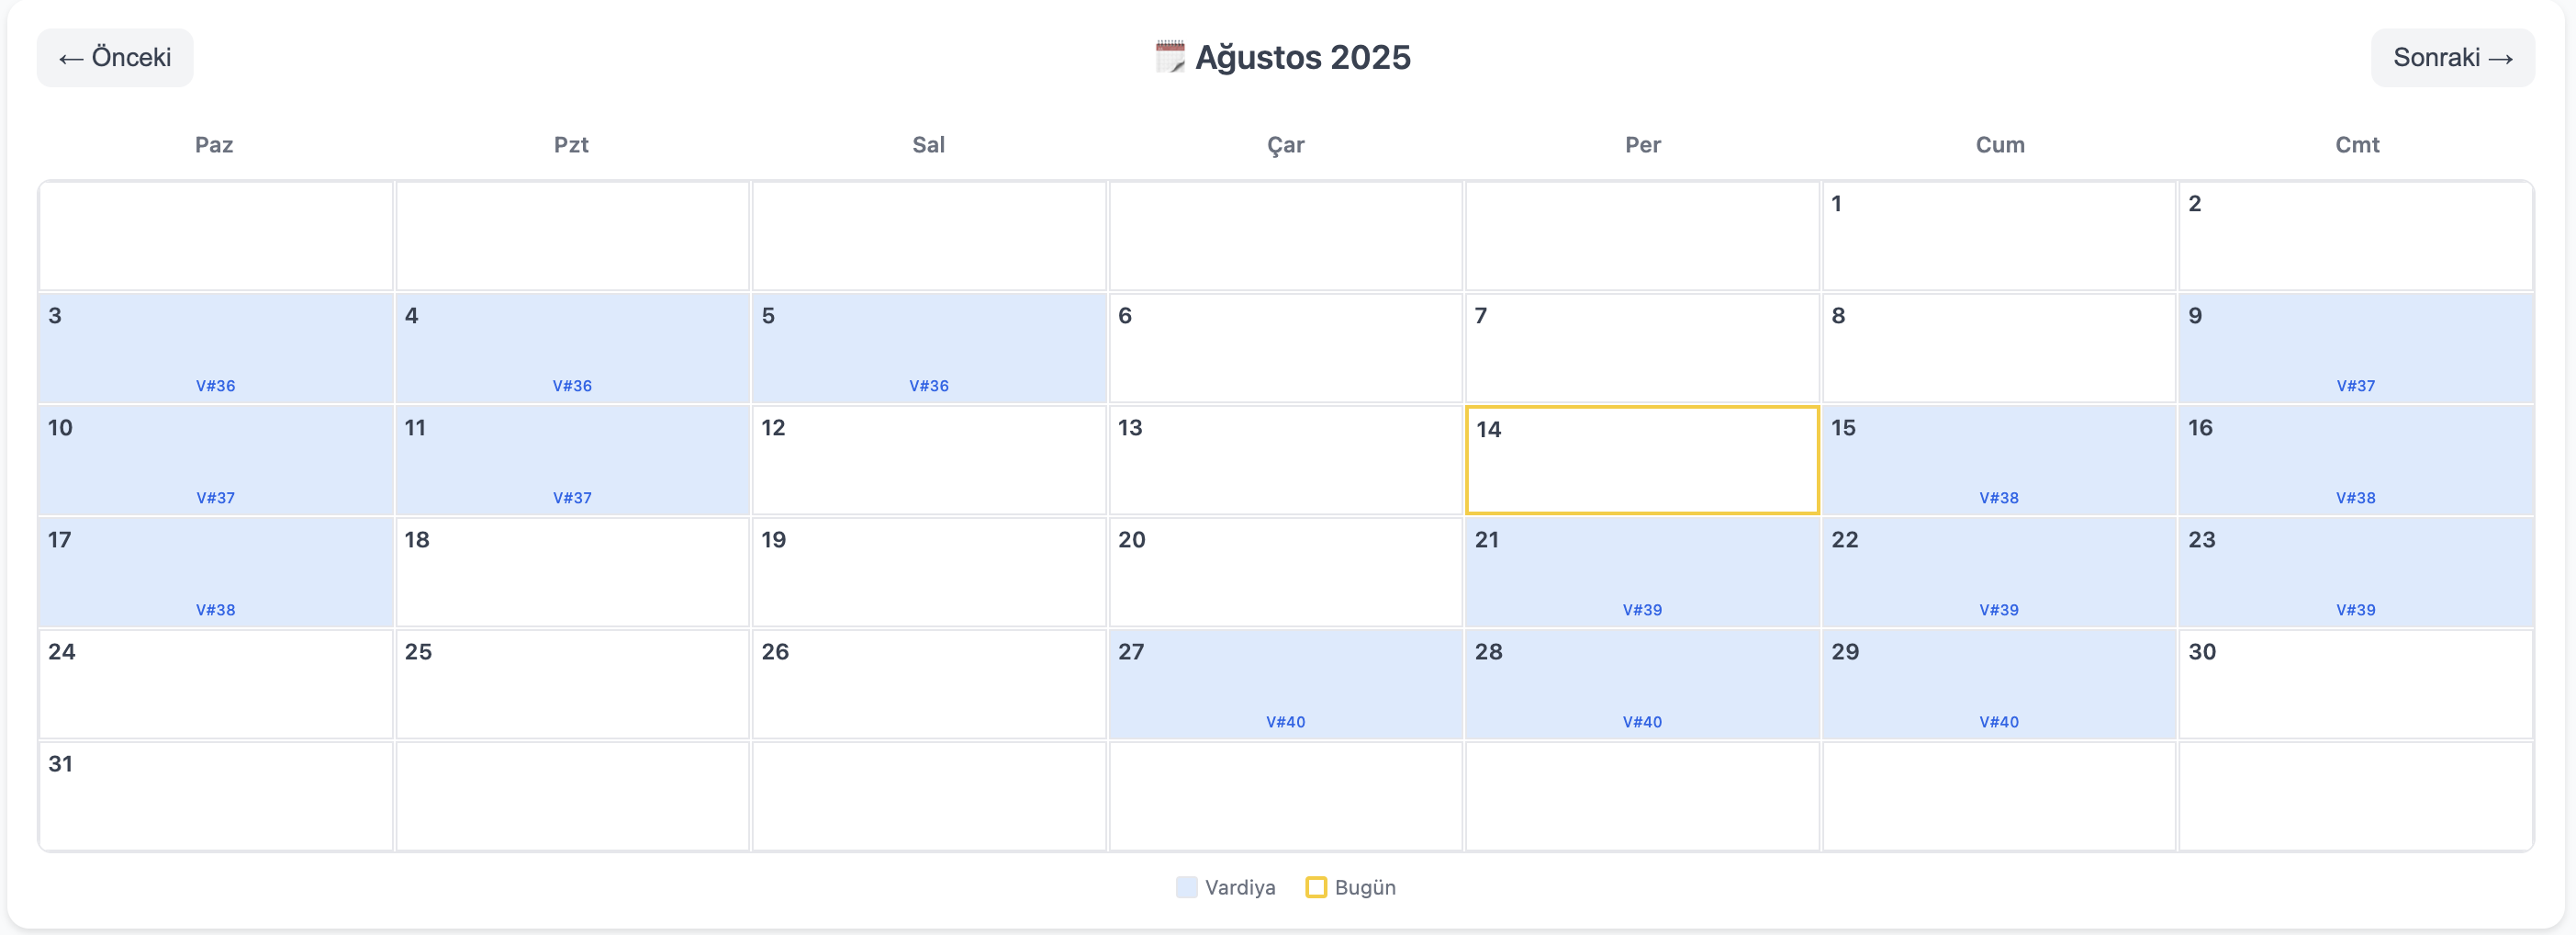 ← Önceki
Ağustos 2025
Sonraki →
Paz Pzt Sal Çar Per Cum Cmt
1 2
3 4 5 6 7 8 9
V#36 V#36 V#36 V#37
10 11 12 13 14 15 16
V#37 V#37 V#38 V#38
17 18 19 20 21 22 23
V#38 V#39 V#39 V#39
24 25 26 27 28 29 30
V#40 V#40 V#40
31
Vardiya Bugün